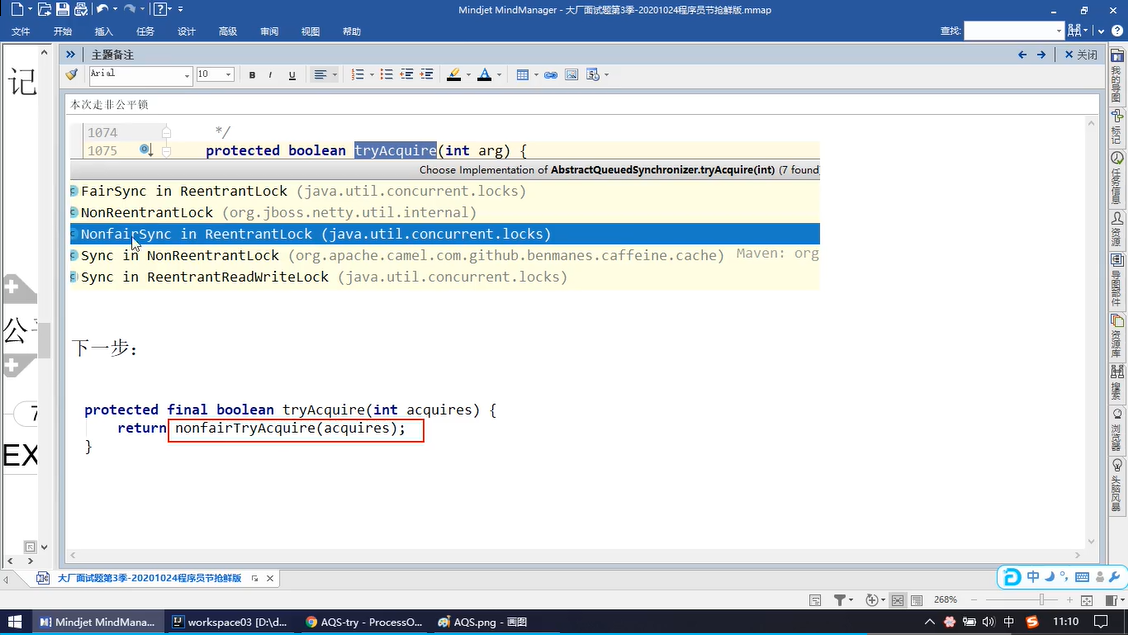 Mindjet MindManager - 大厂面试题第3季-20201024程序员节抢鲜版.mmap
文件 开始 插入 任务 设计 高级 审阅 视图 帮助 查找:
主题备注 关闭
Arial 10 B I U A
本次走非公平锁
1074 */
1075 protected boolean tryAcquire(int arg) {
Choose Implementation of AbstractQueuedSynchronizer.tryAcquire(int) (7 found
FairSync in ReentrantLock (java.util.concurrent.locks)
NonReentrantLock (org.jboss.netty.util.internal)
NonfairSync in ReentrantLock (java.util.concurrent.locks)
Sync in NonReentrantLock (org.apache.camel.com.github.benmanes.caffeine.cache) Maven: org
Sync in ReentrantReadWriteLock (java.util.concurrent.locks)
下一步:
protected final boolean tryAcquire(int acquires) {
return nonfairTryAcquire(acquires);
}
记
公
7
EX
我的导图
标记
任务信息
资源
导图部件
资源库
搜索
浏览器
头脑风暴
大厂面试题第3季-20201024程序员节抢鲜版
中
268%
Mindjet MindMana...
workspace03 [D:\d...
AQS-try - ProcessO...
AQS.png - 画图
中
11:10